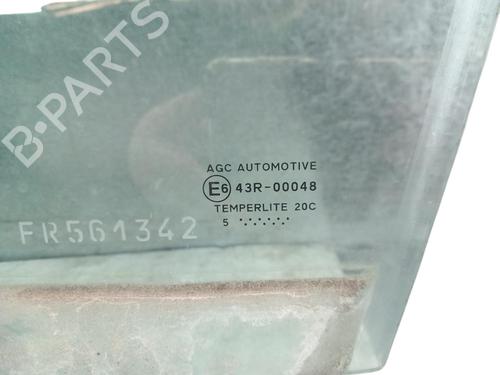 B-PARTS
AGC AUTOMOTIVE
E6 43R-00048
TEMPERLITE 20C
5 ..........
FR561342